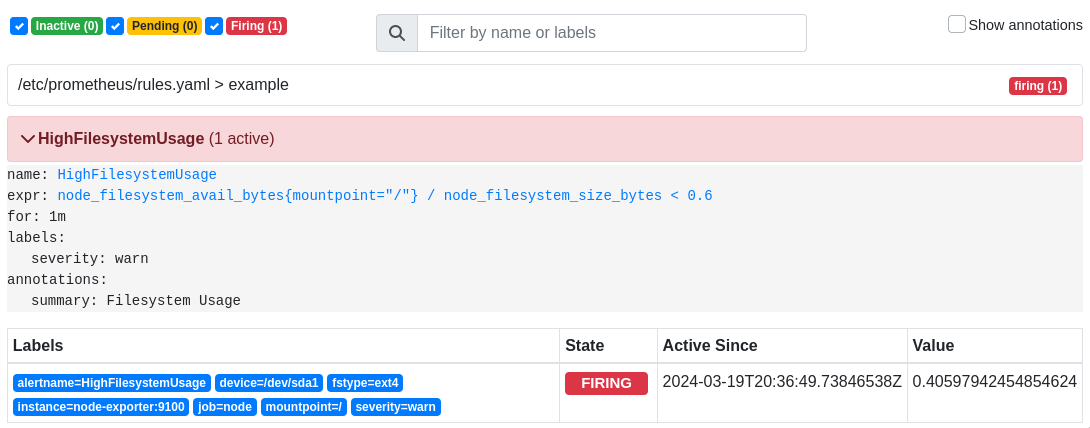 Inactive (0) Pending (0) Firing (1) Filter by name or labels Show annotations
/etc/prometheus/rules.yaml > example firing (1)
HighFilesystemUsage (1 active)
name: HighFilesystemUsage
expr: node_filesystem_avail_bytes{mountpoint="/"} / node_filesystem_size_bytes < 0.6
for: 1m
labels:
severity: warn
annotations:
summary: Filesystem Usage
Labels State Active Since Value
alertname=HighFilesystemUsage device=/dev/sda1 fstype=ext4 FIRING 2024-03-19T20:36:49.73846538Z 0.40597942454854624
instance=node-exporter:9100 job=node mountpoint=/ severity=warn